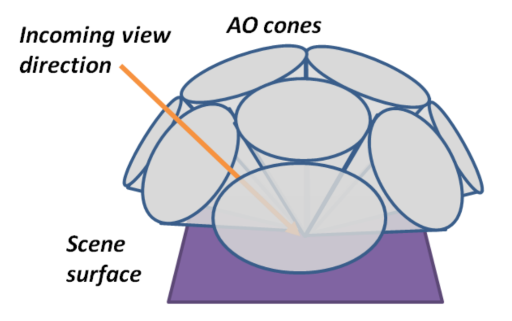 Incoming view
direction
AO cones
Scene
surface